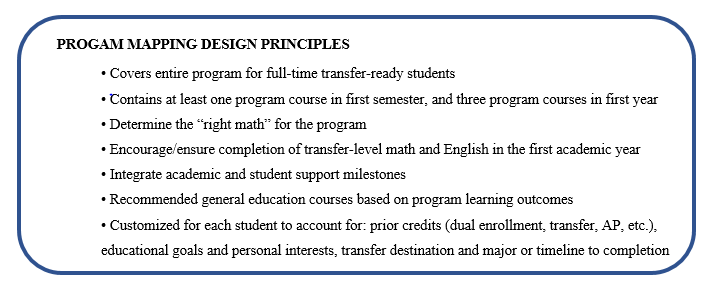 PROGAM MAPPING DESIGN PRINCIPLES
• Covers entire program for full-time transfer-ready students
• Contains at least one program course in first semester, and three program courses in first year
• Determine the “right math” for the program
• Encourage/ensure completion of transfer-level math and English in the first academic year
• Integrate academic and student support milestones
• Recommended general education courses based on program learning outcomes
• Customized for each student to account for: prior credits (dual enrollment, transfer, AP, etc.),
educational goals and personal interests, transfer destination and major or timeline to completion